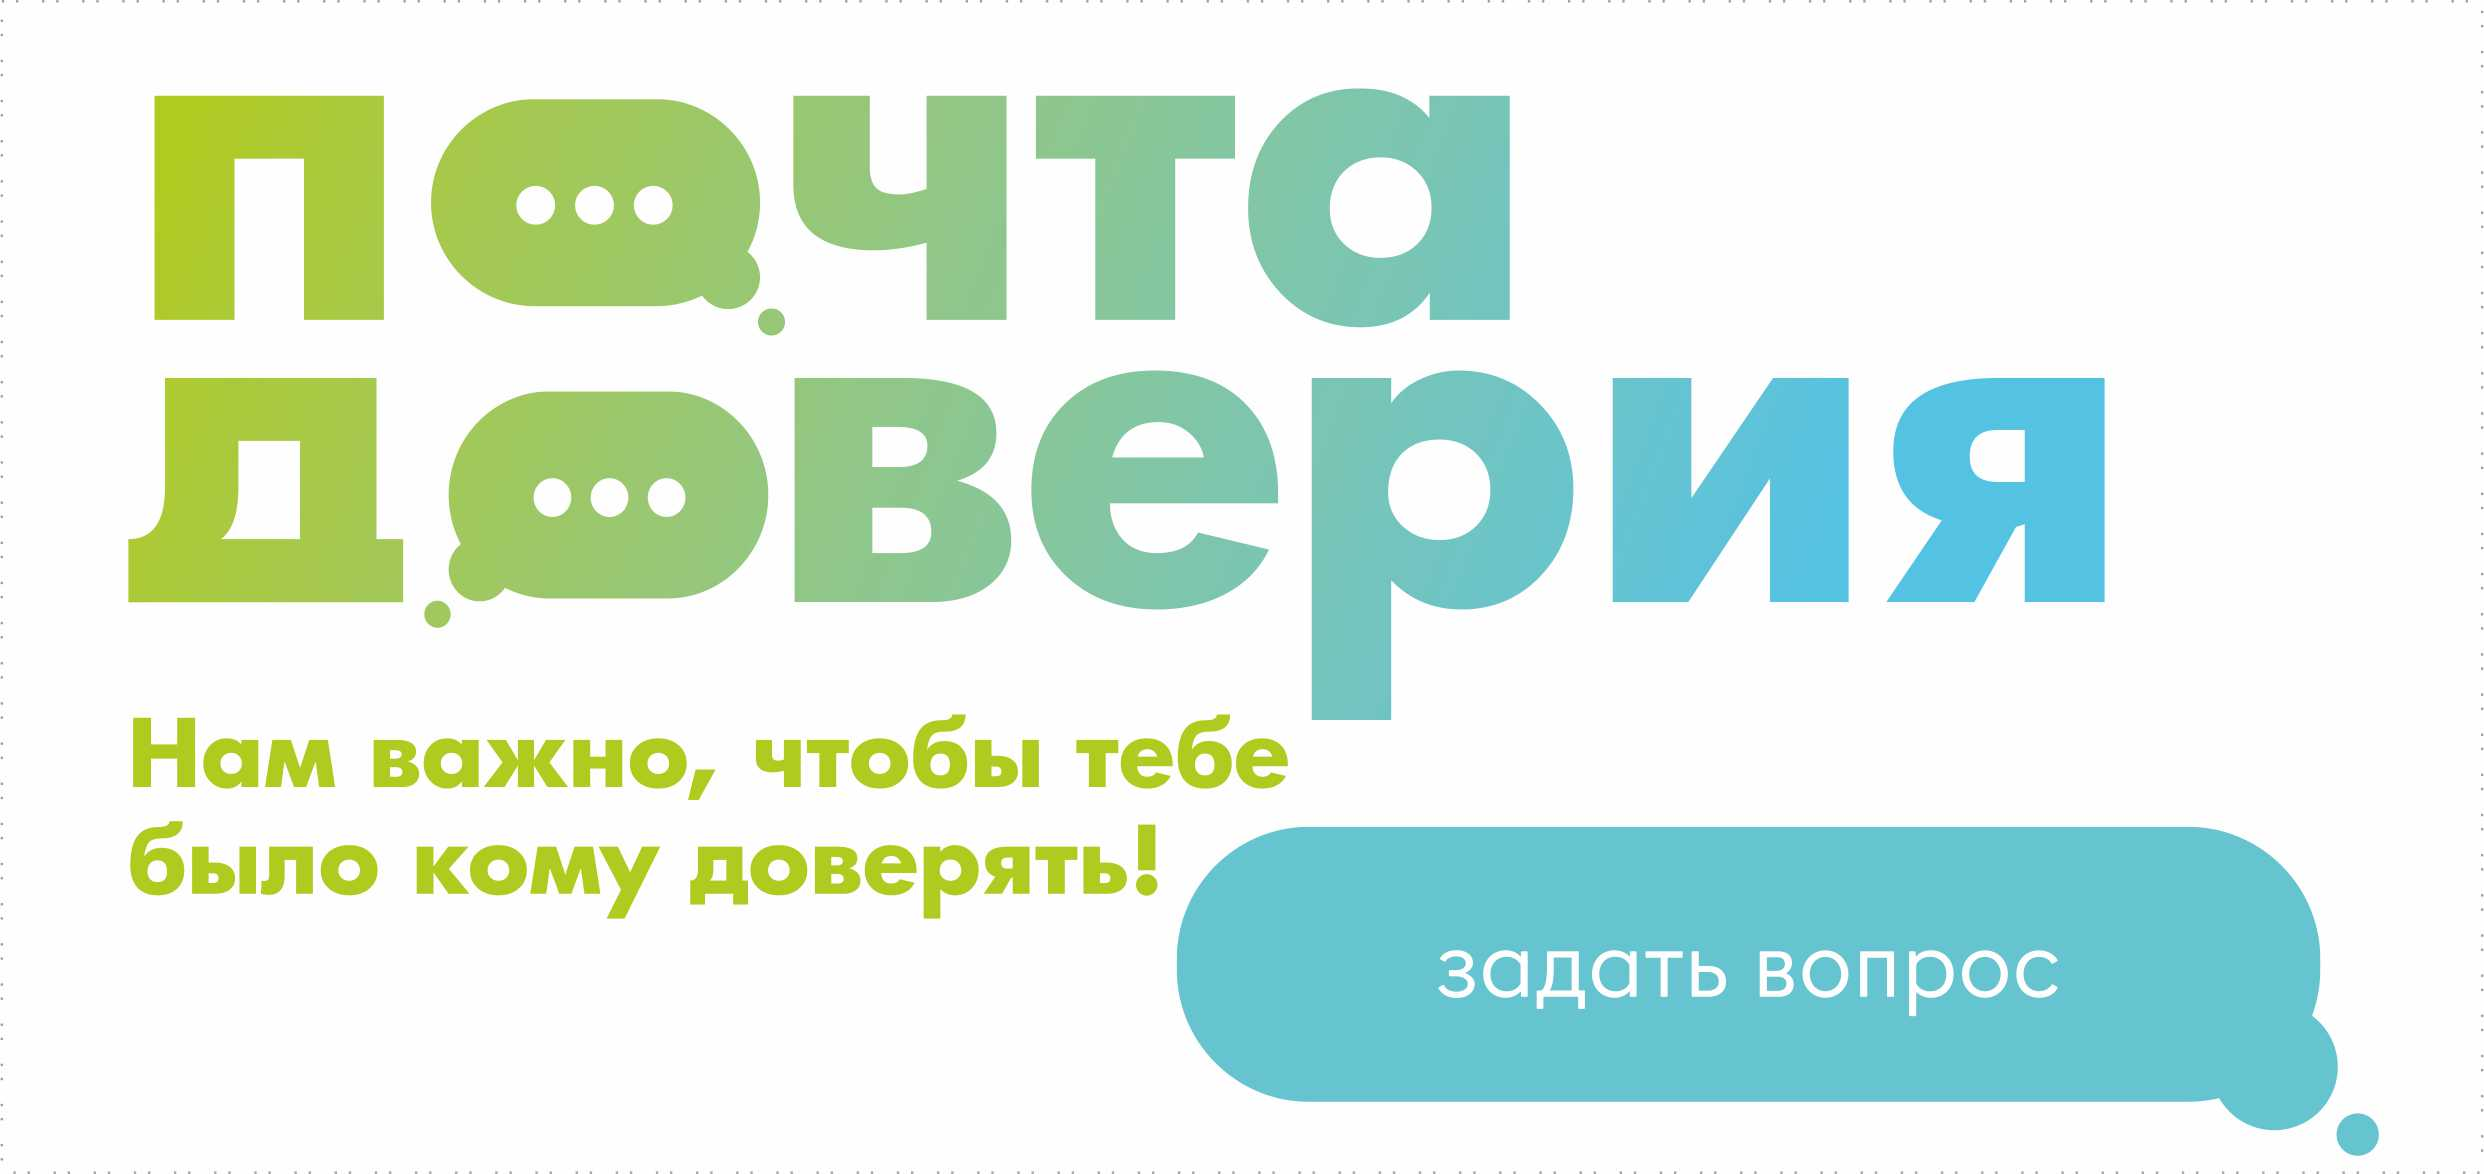 почта
доверия
Нам важно, чтобы тебе
было кому доверять!
задать вопрос